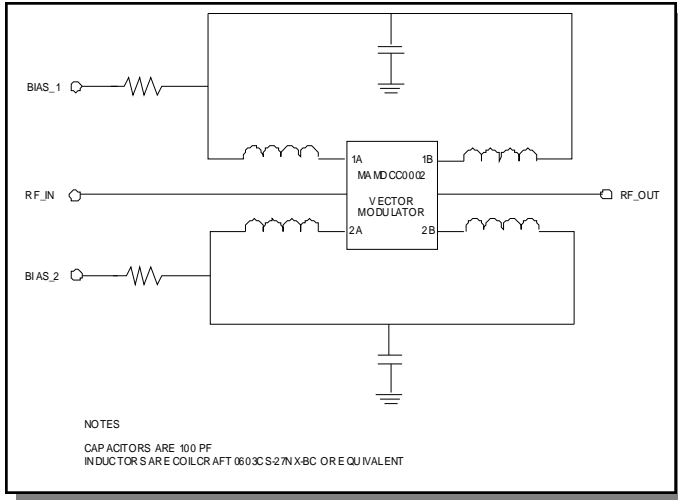 BIAS_1
1A
1B
MAMDCC0002
RF_IN
VECTOR
MODULATOR
RF_OUT
2A
2B
BIAS_2
NOTES
CAPACITORS ARE 100 PF
INDUCTORS ARE COILCRAFT 0603CS-27NX-BC OR EQUIVALENT